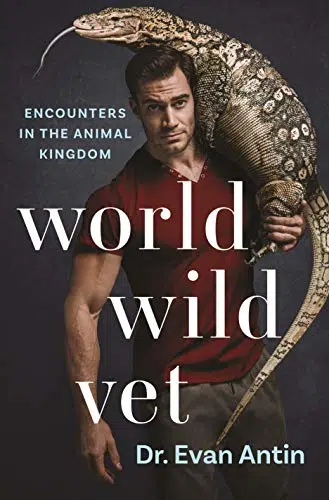 ENCOUNTERS
IN THE ANIMAL
KINGDOM
world
wild
vet
Dr. Evan Antin